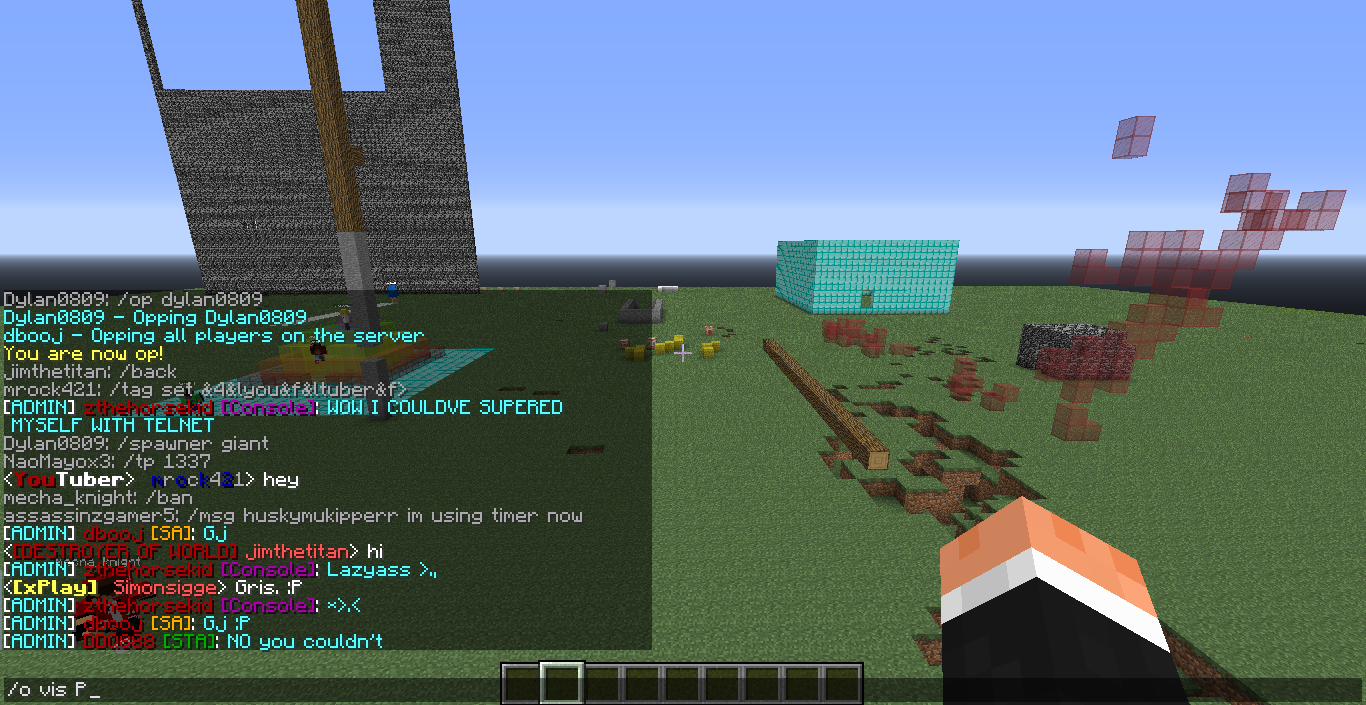 Dylan0809: /op dylan0809
Dylan0809 - Opping Dylan0809
dbooj - Opping all players on the server
You are now op!
jimthetitan: /back
mrock421: /tag set &4&lyou&f&ltuber&f>
[ADMIN] zthehorsekid [Console]: WOW I COULDVE SUPERED
MYSELF WITH TELNET
Dylan0809: /spawner giant
NaoMayox3: /tp 1337
<YouTuber> mrock421> hey
mecha_knight: /ban
assassinzgamer5: /msg huskymukipperr im using timer now
[ADMIN] dbooj [SA]: Gj
<[DESTROYER OF WORLD] jimthetitan> hi
mecha_knight
[ADMIN] zthehorsekid [Console]: Lazyass >,,
<[xPlay] Simonsigge> Gris. :P
[ADMIN] zthehorsekid [Console]: *>.<
[ADMIN] dbooj [SA]: Gj :P
[ADMIN] DDQ888 [STA]: NO you couldn't
/o vis P_